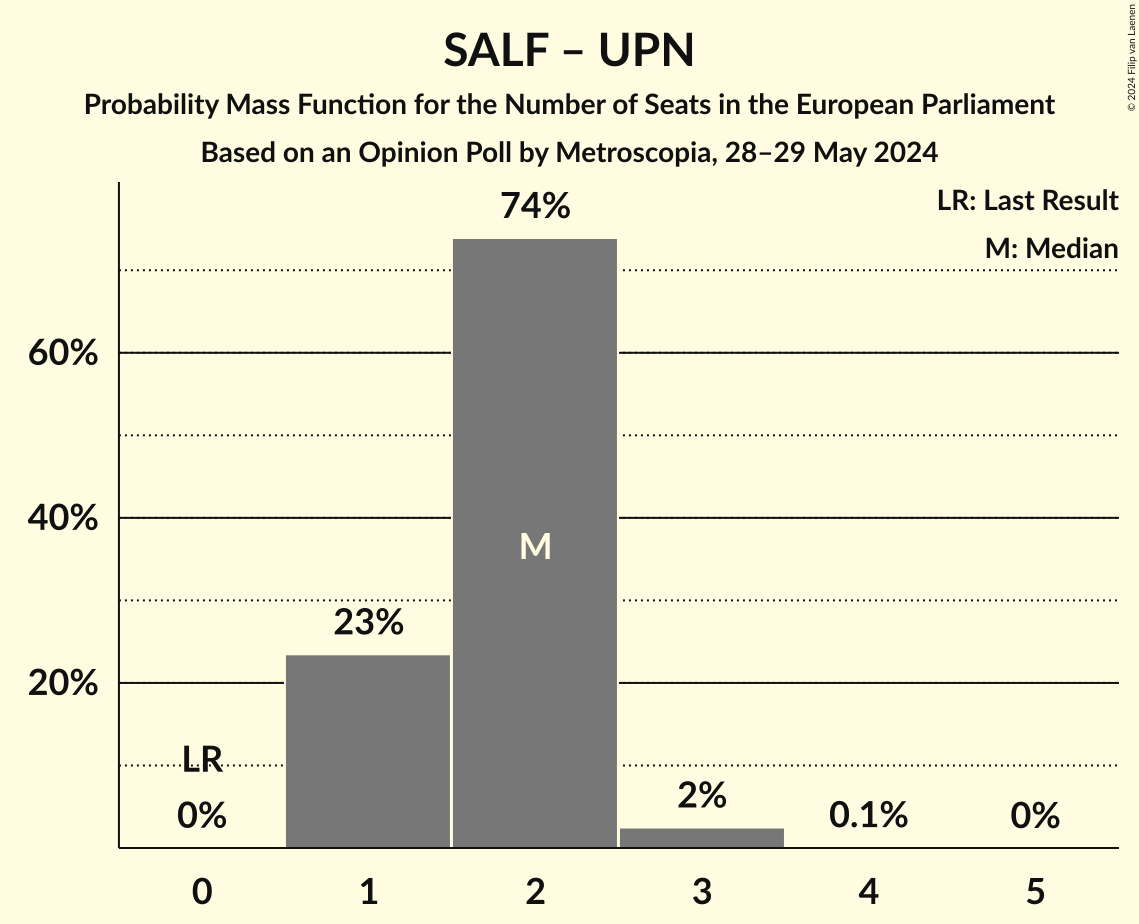 SALF – UPN
Probability Mass Function for the Number of Seats in the European Parliament
Based on an Opinion Poll by Metroscopia, 28–29 May 2024
© 2024 Filip van Laenen
LR: Last Result
M: Median
74%
60%
40%
M
23%
20%
LR
0%
2%
0.1%
0%
0 1 2 3 4 5